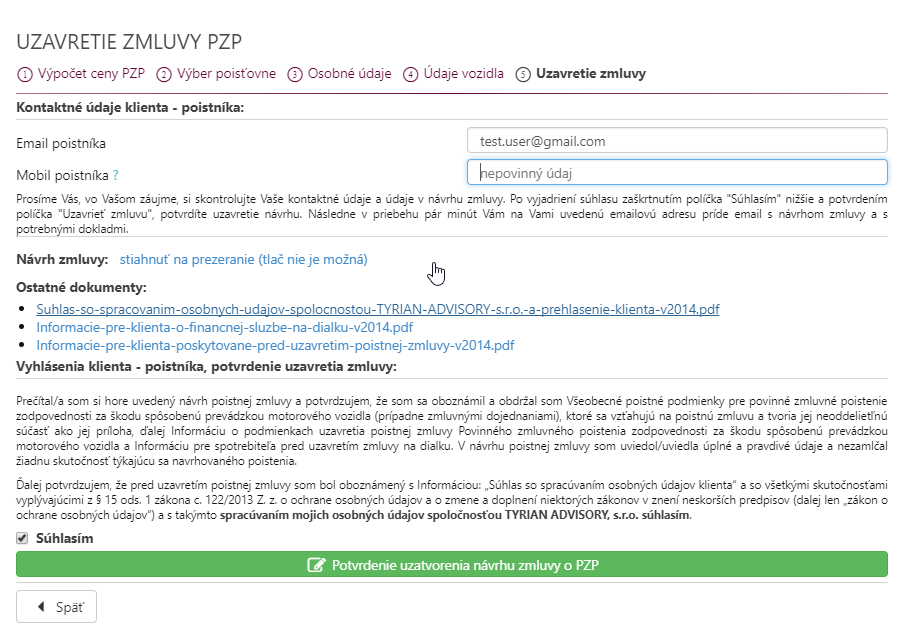 UZAVRETIE ZMLUVY PZP
1 Výpočet ceny PZP 2 Výber poisťovne 3 Osobné údaje 4 Údaje vozidla 5 Uzavretie zmluvy
Kontaktné údaje klienta - poistníka:
Email poistníka test.user@gmail.com
Mobil poistníka ? nepovinný údaj
Prosíme Vás, vo Vašom záujme, si skontrolujte Vaše kontaktné údaje a údaje v návrhu zmluvy. Po vyjadrení súhlasu zaškrtnutím políčka "Súhlasím" nižšie a potvrdením
políčka "Uzavrieť zmluvu", potvrdíte uzavretie návrhu. Následne v priebehu pár minút Vám na Vami uvedenú emailovú adresu príde email s návrhom zmluvy a s
potrebnými dokladmi.
Návrh zmluvy: stiahnuť na prezeranie (tlač nie je možná)
Ostatné dokumenty:
Suhlas-so-spracovanim-osobnych-udajov-spolocnostou-TYRIAN-ADVISORY-s.r.o.-a-prehlasenie-klienta-v2014.pdf
Informacie-pre-klienta-o-financnej-sluzbe-na-dialku-v2014.pdf
Informacie-pre-klienta-poskytovane-pred-uzavretim-poistnej-zmluvy-v2014.pdf
Vyhlásenia klienta - poistníka, potvrdenie uzavretia zmluvy:
Prečítal/a som si hore uvedený návrh poistnej zmluvy a potvrdzujem, že som sa oboznámil a obdržal som Všeobecné poistné podmienky pre povinné zmluvné poistenie
zodpovednosti za škodu spôsobenú prevádzkou motorového vozidla (prípadne zmluvnými dojednaniami), ktoré sa vzťahujú na poistnú zmluvu a tvoria jej neoddelietľnú
súčasť ako jej príloha, ďalej Informáciu o podmienkach uzavretia poistnej zmluvy Povinného zmluvného poistenia zodpovednosti za škodu spôsobenú prevádzkou
motorového vozidla a Informáciu pre spotrebiteľa pred uzavretím zmluvy na dialku. V návrhu poistnej zmluvy som uviedol/uviedla úplné a pravdivé údaje a nezamlčal
žiadnu skutočnosť týkajúcu sa navrhovaného poistenia.
Ďalej potvrdzujem, že pred uzavretím poistnej zmluvy som bol oboznámený s Informáciou: „Súhlas so spracúvaním osobných údajov klienta“ a so všetkými skutočnosťami
vyplývajúcimi z § 15 ods. 1 zákona c. 122/2013 Z. z. o ochrane osobných údajov a o zmene a doplnení niektorých zákonov v znení neskorších predpisov (dalej len „zákon o
ochrane osobných údajov“) a s takýmto spracúvaním mojich osobných údajov spoločnosťou TYRIAN ADVISORY, s.r.o. súhlasím.
Súhlasím
Potvrdenie uzatvorenia návrhu zmluvy o PZP
Späť